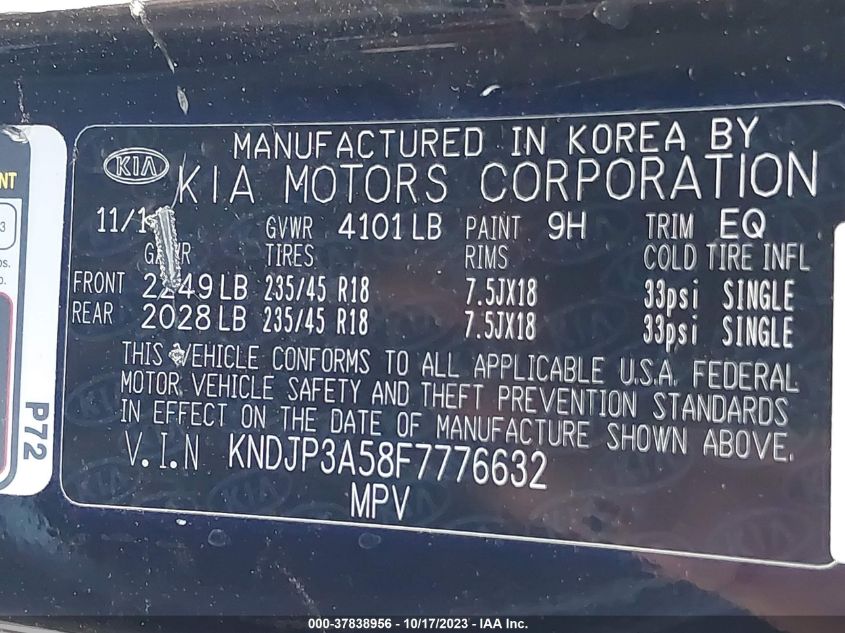 MANUFACTURED IN KOREA BY
KIA
KIA MOTORS CORPORATION
GVWR 4101 LB PAINT 9H TRIM EQ
TIRES RIMS COLD TIRE INFL
FRONT 2249 LB 235/45 R18 7.5JX18 33psi SINGLE
REAR 2028 LB 235/45 R18 7.5JX18 33psi SINGLE
THIS VEHICLE CONFORMS TO ALL APPLICABLE U.S.A. FEDERAL
MOTOR VEHICLE SAFETY AND THEFT PREVENTION STANDARDS
IN EFFECT ON THE DATE OF MANUFACTURE SHOWN ABOVE.
V.I.N KNDJP3A58F7776632
MPV
P72
000-37838956 - 10/17/2023 - IAA Inc.